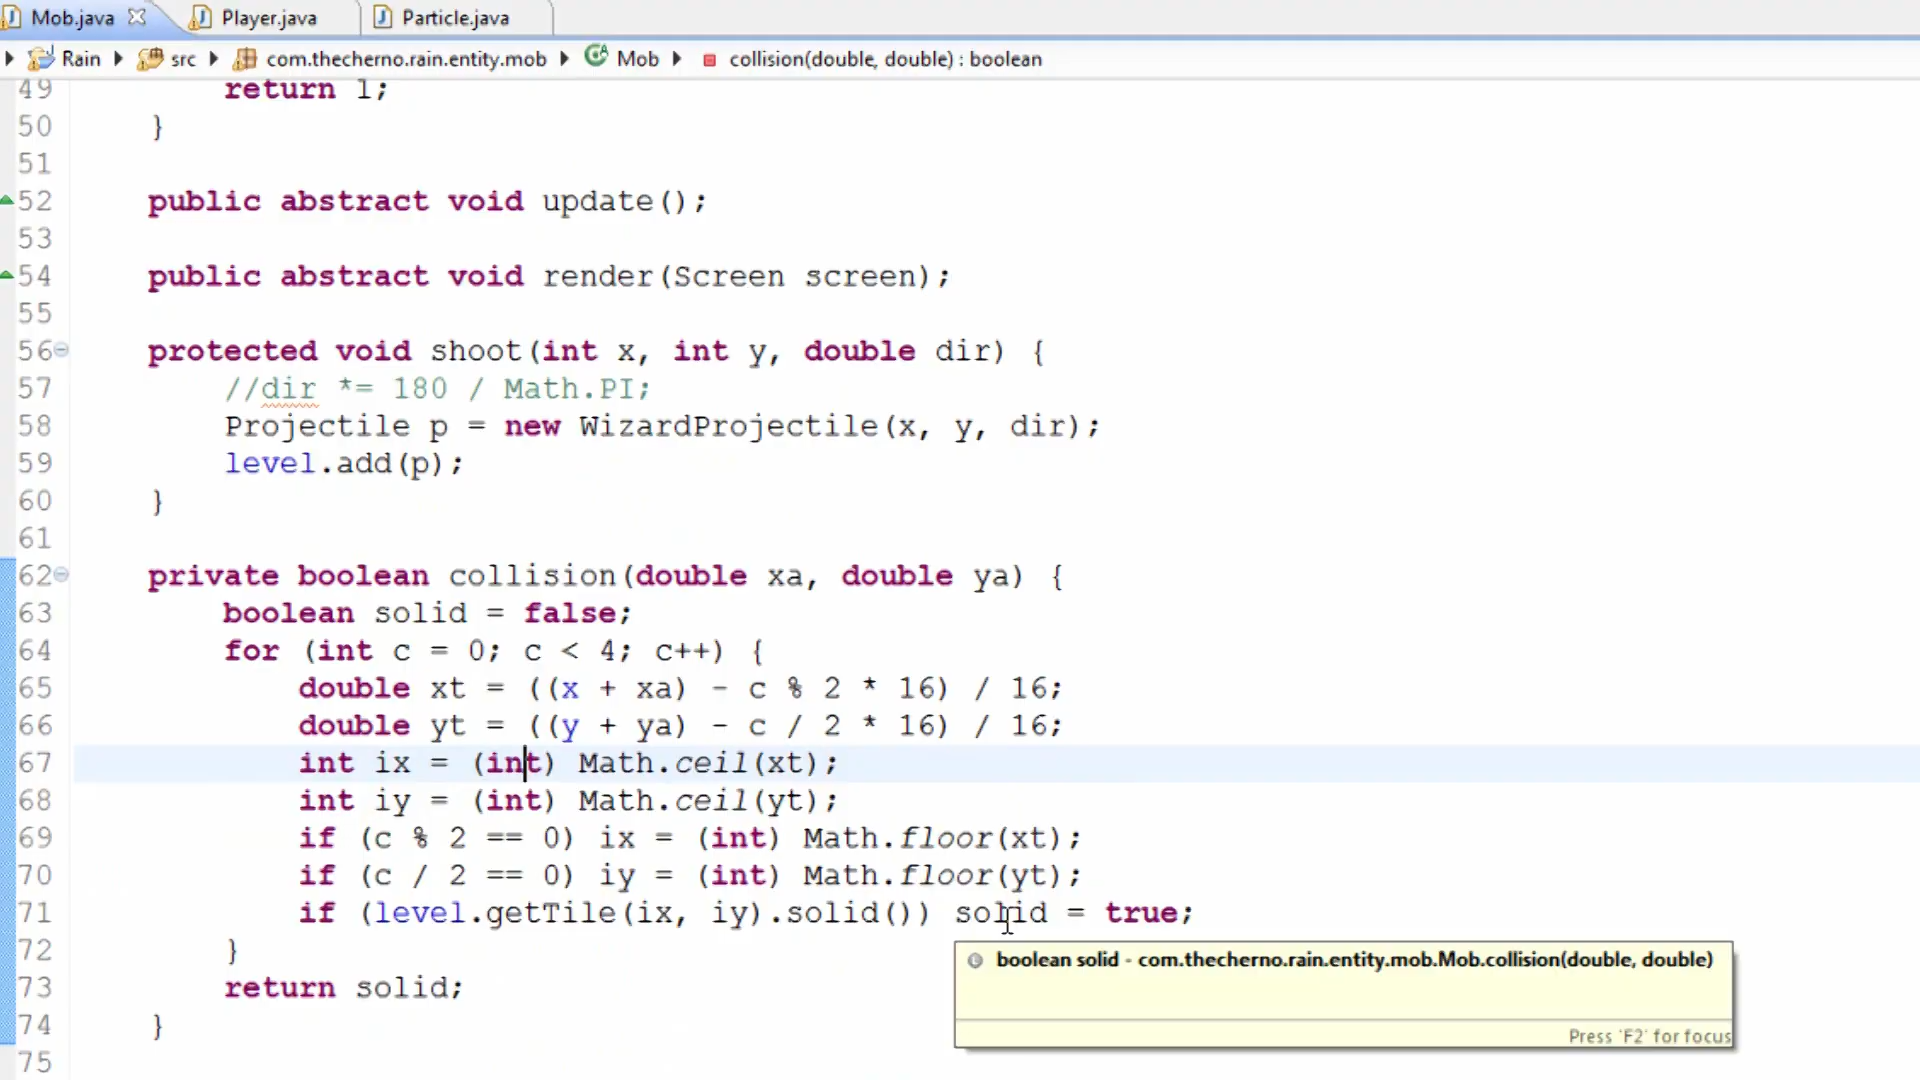 Mob.java
Player.java
Particle.java
Rain
src
com.thecherno.rain.entity.mob
Mob
collision(double, double) : boolean
49 return 1;
50 }
51
52 public abstract void update();
53
54 public abstract void render(Screen screen);
55
56 protected void shoot(int x, int y, double dir) {
57 //dir *= 180 / Math.PI;
58 Projectile p = new WizardProjectile(x, y, dir);
59 level.add(p);
60 }
61
62 private boolean collision(double xa, double ya) {
63 boolean solid = false;
64 for (int c = 0; c < 4; c++) {
65 double xt = ((x + xa) - c % 2 * 16) / 16;
66 double yt = ((y + ya) - c / 2 * 16) / 16;
67 int ix = (int) Math.ceil(xt);
68 int iy = (int) Math.ceil(yt);
69 if (c % 2 == 0) ix = (int) Math.floor(xt);
70 if (c / 2 == 0) iy = (int) Math.floor(yt);
71 if (level.getTile(ix, iy).solid()) solid = true;
72 }
boolean solid - com.thecherno.rain.entity.mob.Mob.collision(double, double)
73 return solid;
74 }
Press 'F2' for focus
75